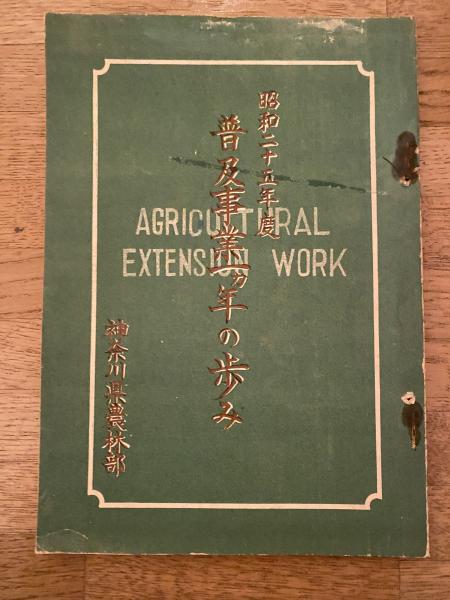 昭和二十五年度
普及事業一ヶ年の歩み
AGRICULTURAL
EXTENSION WORK
神奈川県農林部